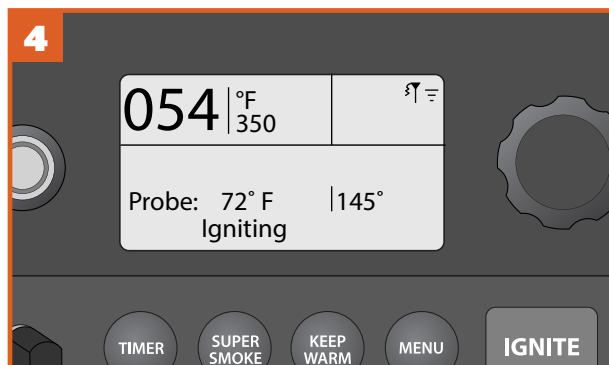 4
054 °F
350
Probe: 72° F 145°
Igniting
TIMER
SUPER
SMOKE
KEEP
WARM
MENU
IGNITE